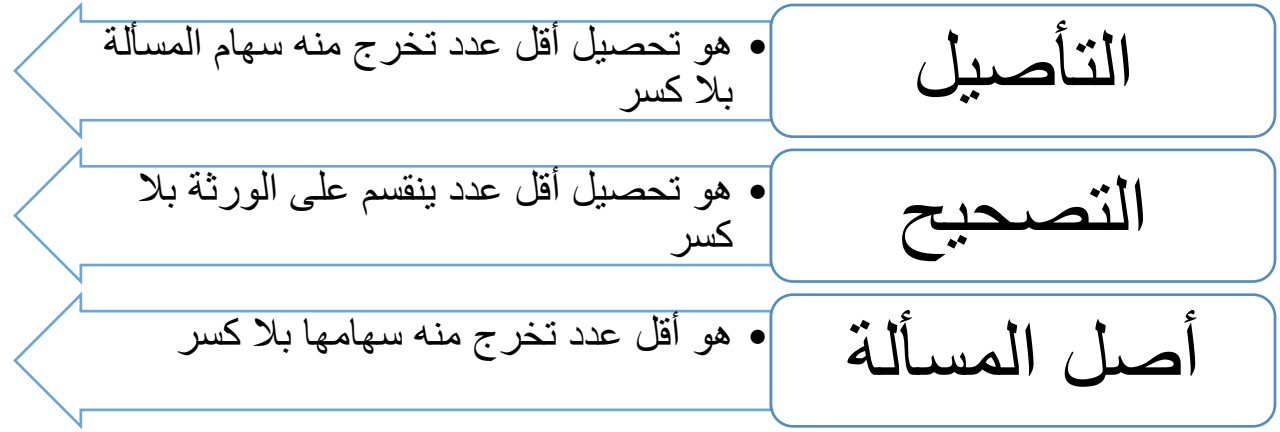 التأصيل
• هو تحصيل أقل عدد تخرج منه سهام المسألة
بلا كسر
التصحيح
• هو تحصيل أقل عدد ينقسم على الورثة بلا
كسر
أصل المسألة
• هو أقل عدد تخرج منه سهامها بلا كسر